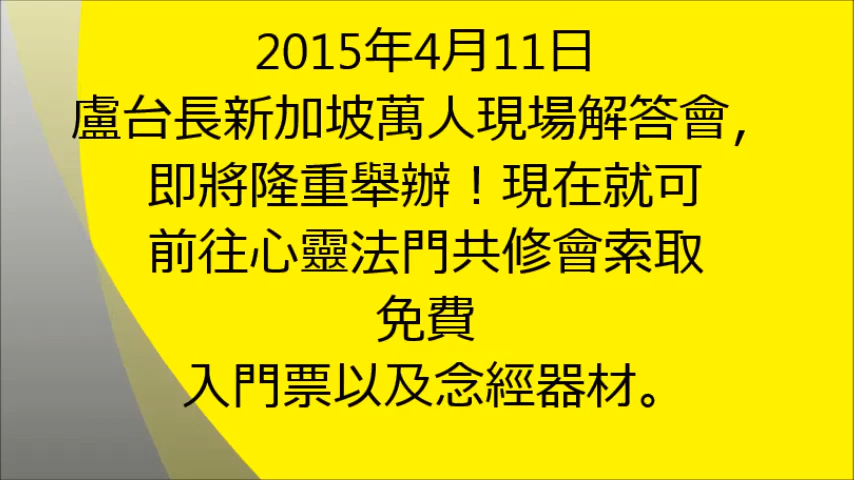 2015年4月11日
盧台長新加坡萬人現場解答會，
即將隆重舉辦！現在就可
前往心靈法門共修會索取
免費
入門票以及念經器材。